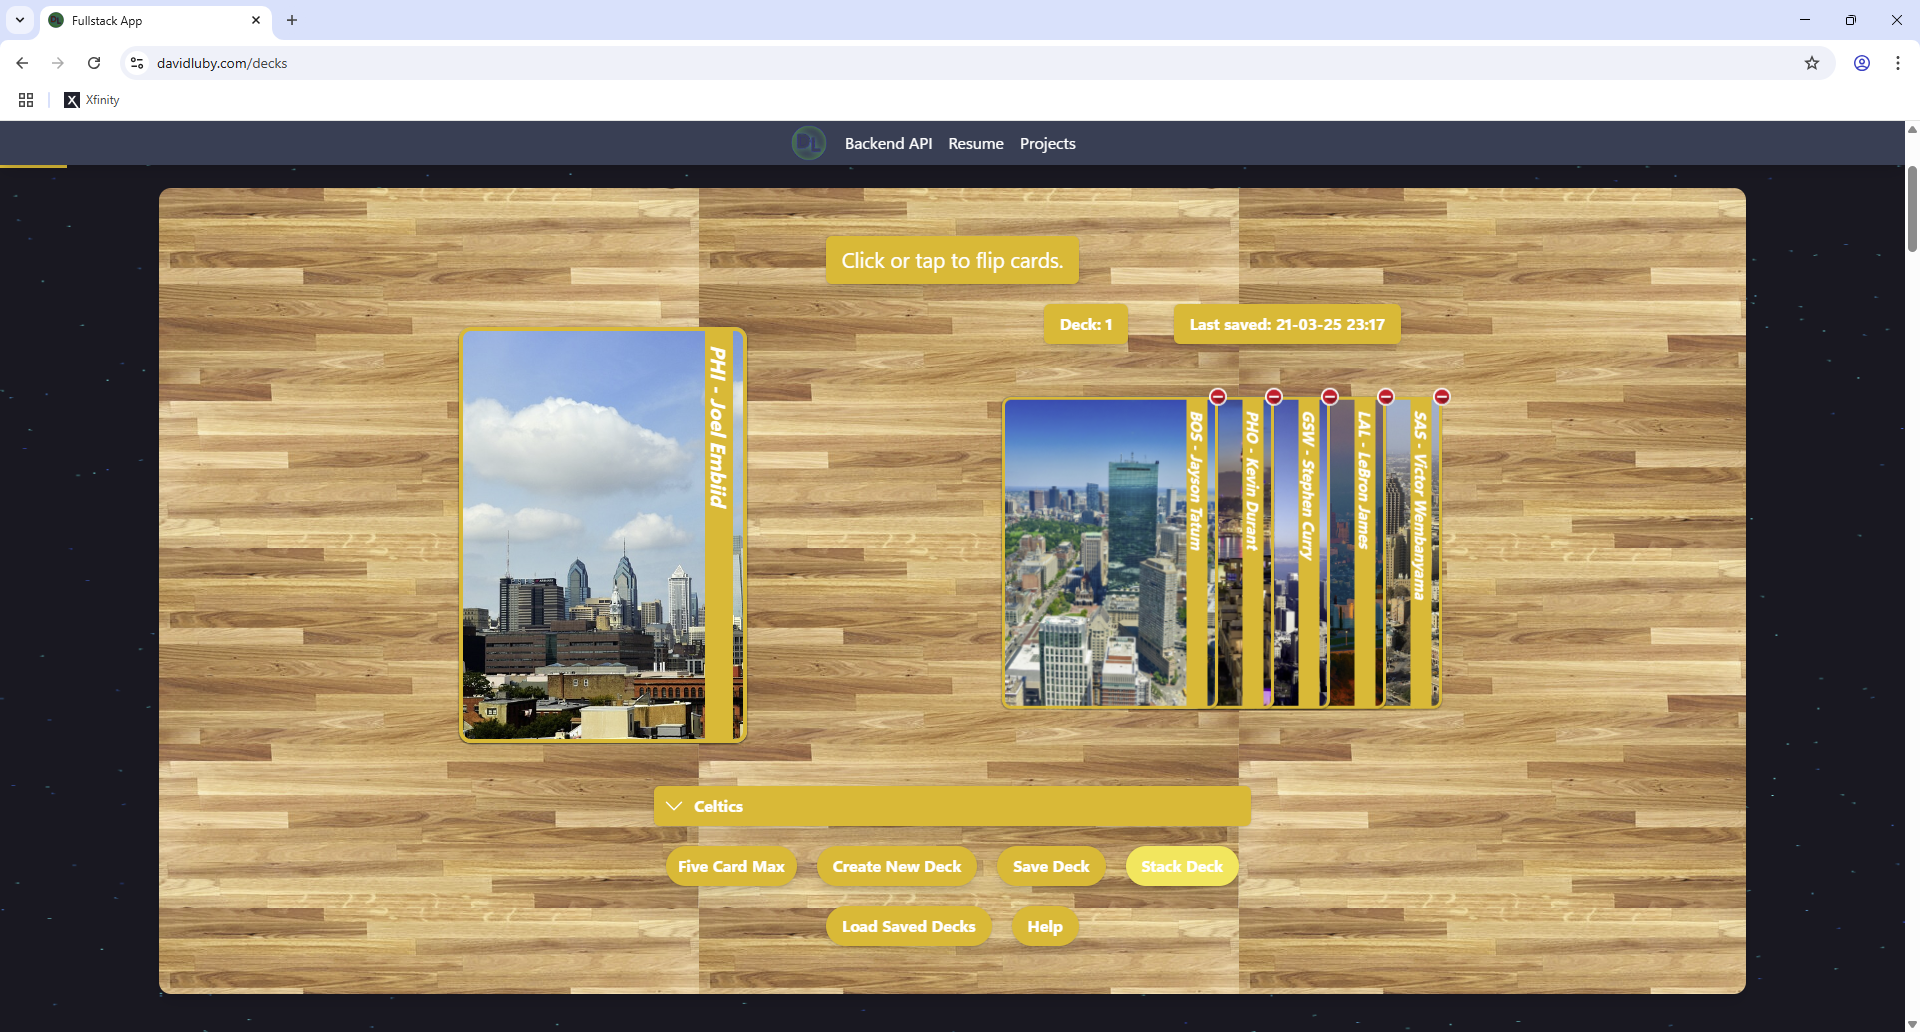 Fullstack App
davidluby.com/decks
Xfinity
DL
Backend API
Resume
Projects
Click or tap to flip cards.
Deck: 1
Last saved: 21-03-25 23:17
PHI - Joel Embiid
BOS - Jayson Tatum
PHO - Kevin Durant
GSW - Stephen Curry
LAL - LeBron James
SAS - Victor Wembanyama
Celtics
Five Card Max
Create New Deck
Save Deck
Stack Deck
Load Saved Decks
Help